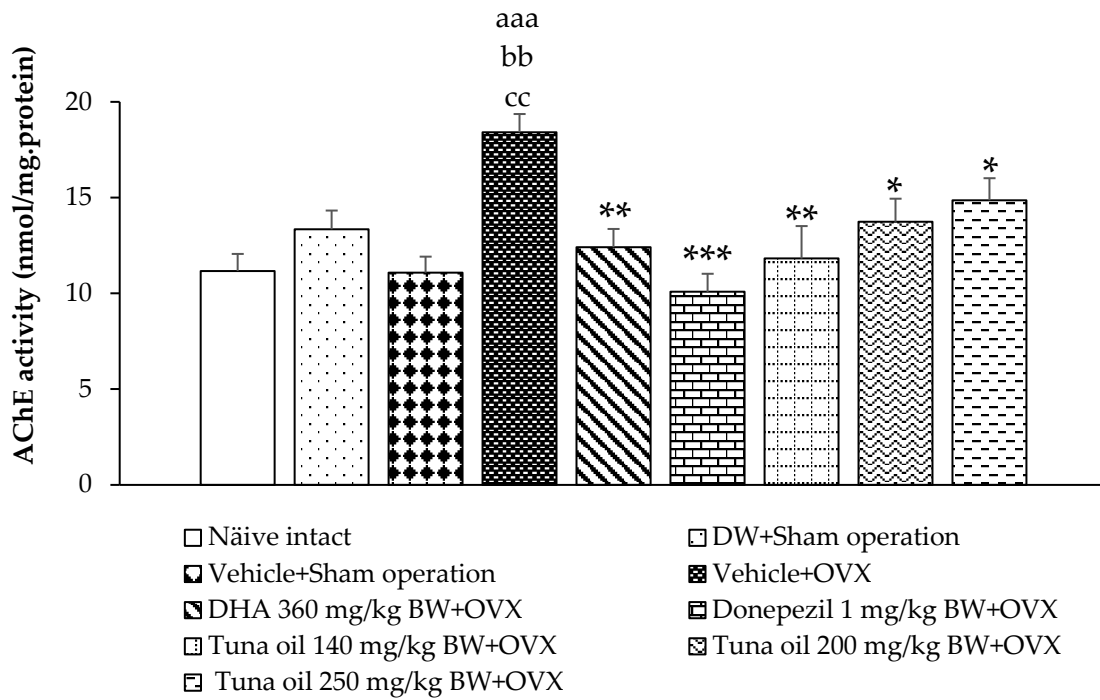 aaa
bb
cc
AChE activity (nmol/mg.protein)
20
15
10
5
0
**
***
**
*
*
Näive intact
DW+Sham operation
Vehicle+Sham operation
Vehicle+OVX
DHA 360 mg/kg BW+OVX
Donepezil 1 mg/kg BW+OVX
Tuna oil 140 mg/kg BW+OVX
Tuna oil 200 mg/kg BW+OVX
Tuna oil 250 mg/kg BW+OVX